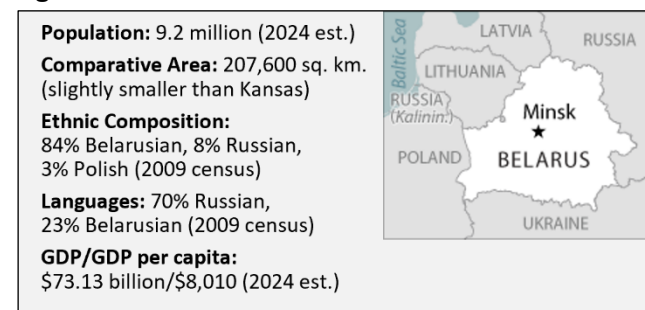 Population: 9.2 million (2024 est.)
Comparative Area: 207,600 sq. km.
(slightly smaller than Kansas)
Ethnic Composition:
84% Belarusian, 8% Russian,
3% Polish (2009 census)
Languages: 70% Russian,
23% Belarusian (2009 census)
GDP/GDP per capita:
$73.13 billion/$8,010 (2024 est.)
Baltic Sea
LATVIA
RUSSIA
LITHUANIA
RUSSIA
(Kalinin.)
Minsk
POLAND
BELARUS
UKRAINE